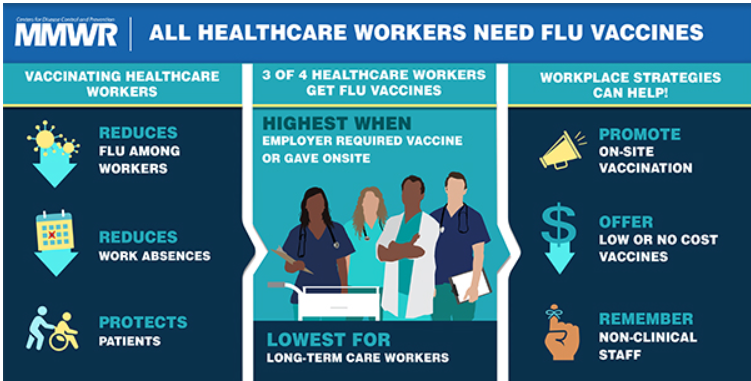 Centers for Disease Control and Prevention
MMWR
ALL HEALTHCARE WORKERS NEED FLU VACCINES
VACCINATING HEALTHCARE
WORKERS
REDUCES
FLU AMONG
WORKERS
REDUCES
WORK ABSENCES
PROTECTS
PATIENTS
3 OF 4 HEALTHCARE WORKERS
GET FLU VACCINES
HIGHEST WHEN
EMPLOYER REQUIRED VACCINE
OR GAVE ONSITE
LOWEST FOR
LONG-TERM CARE WORKERS
WORKPLACE STRATEGIES
CAN HELP!
PROMOTE
ON-SITE
VACCINATION
$
OFFER
LOW OR NO COST
VACCINES
REMEMBER
NON-CLINICAL
STAFF